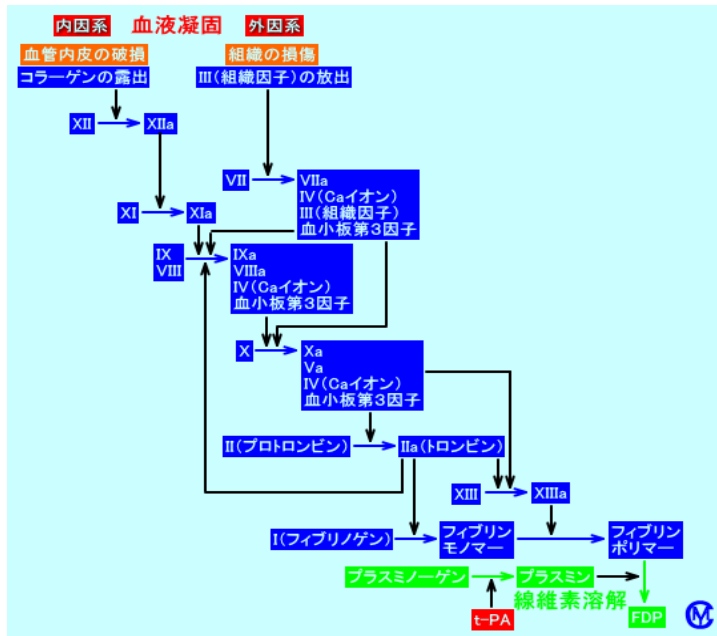 内因系 血液凝固 外因系
血管内皮の破損 組織の損傷
コラーゲンの露出 III(組織因子)の放出
XII XIIa
VII VIIa
IV(Caイオン)
III(組織因子)
血小板第3因子
XI XIa
IX IXa
VIII VIIIa
IV(Caイオン)
血小板第3因子
X Xa
Va
IV(Caイオン)
血小板第3因子
II(プロトロンビン) IIa(トロンビン)
XIII XIIIa
I(フィブリノゲン) フィブリン
モノマー
フィブリン
ポリマー
プラスミノーゲン プラスミン
線維素溶解
t-PA FDP